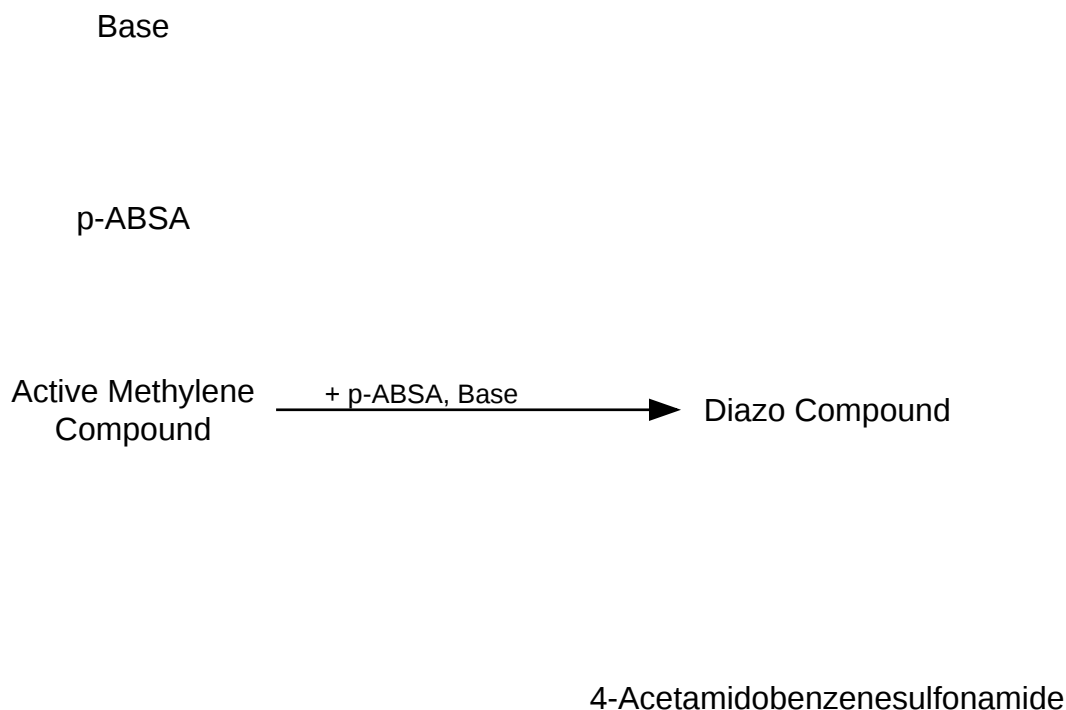 Base
p-ABSA
Active Methylene
Compound
+ p-ABSA, Base
Diazo Compound
4-Acetamidobenzenesulfonamide